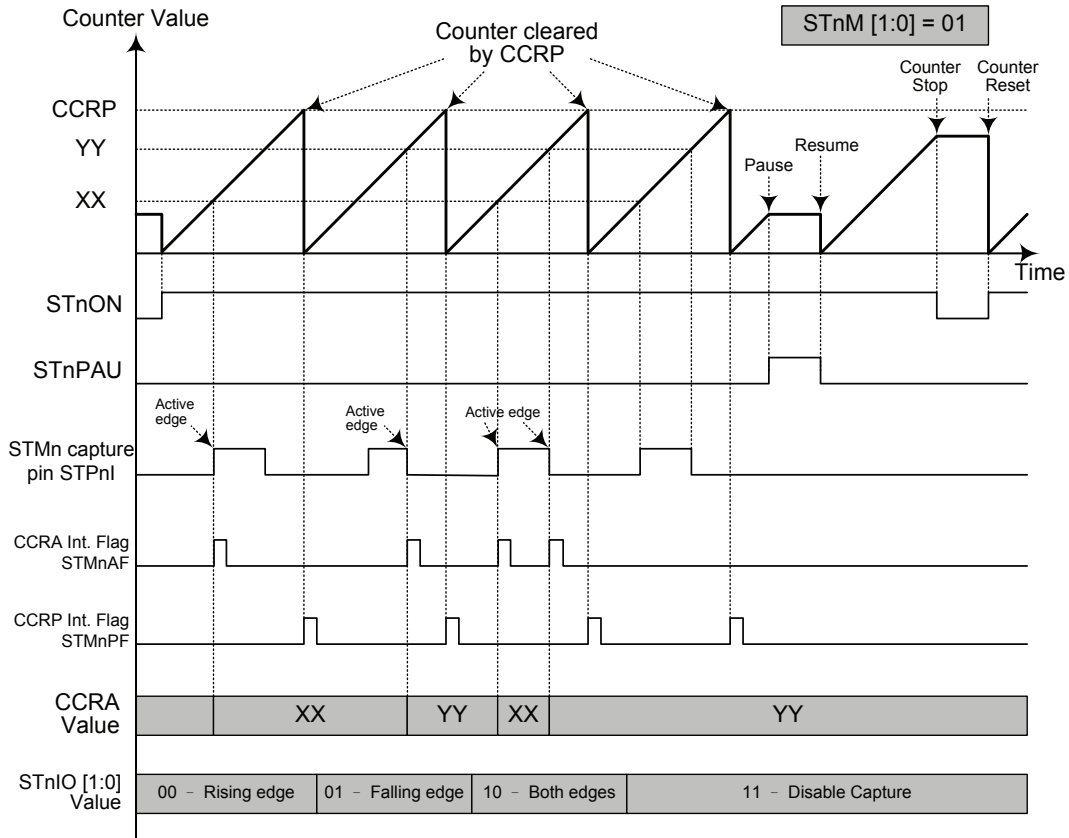 Counter Value
STnM [1:0] = 01
Counter cleared
by CCRP
Counter
Stop
Counter
Reset
CCRP
YY
XX
Pause
Resume
Time
STnON
STnPAU
Active
edge
Active
edge
Active edge
STMn capture
pin STPnI
CCRA Int. Flag
STMnAF
CCRP Int. Flag
STMnPF
CCRA
Value
XX
YY
XX
YY
STnIO [1:0]
Value
00 - Rising edge
01 - Falling edge
10 - Both edges
11 - Disable Capture